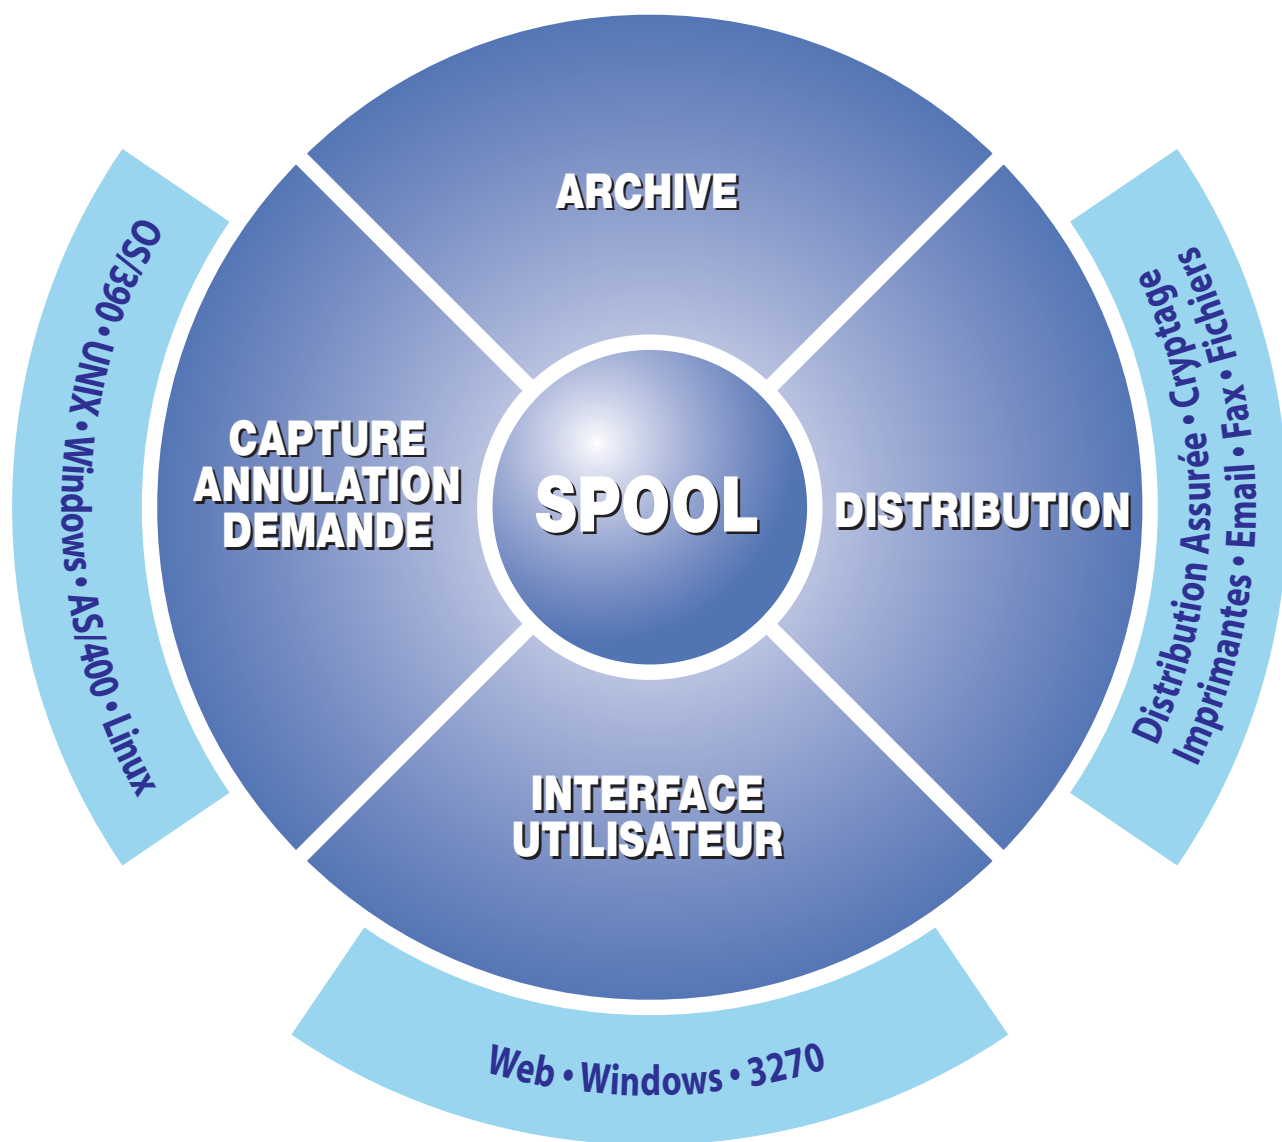 ARCHIVE
OS/390 • UNIX • Windows • AS/400 • Linux
CAPTURE
ANNULATION
DEMANDE
SPOOL
DISTRIBUTION
Distribution Assurée • Cryptage
Imprimantes • Email • Fax • Fichiers
INTERFACE
UTILISATEUR
Web • Windows • 3270